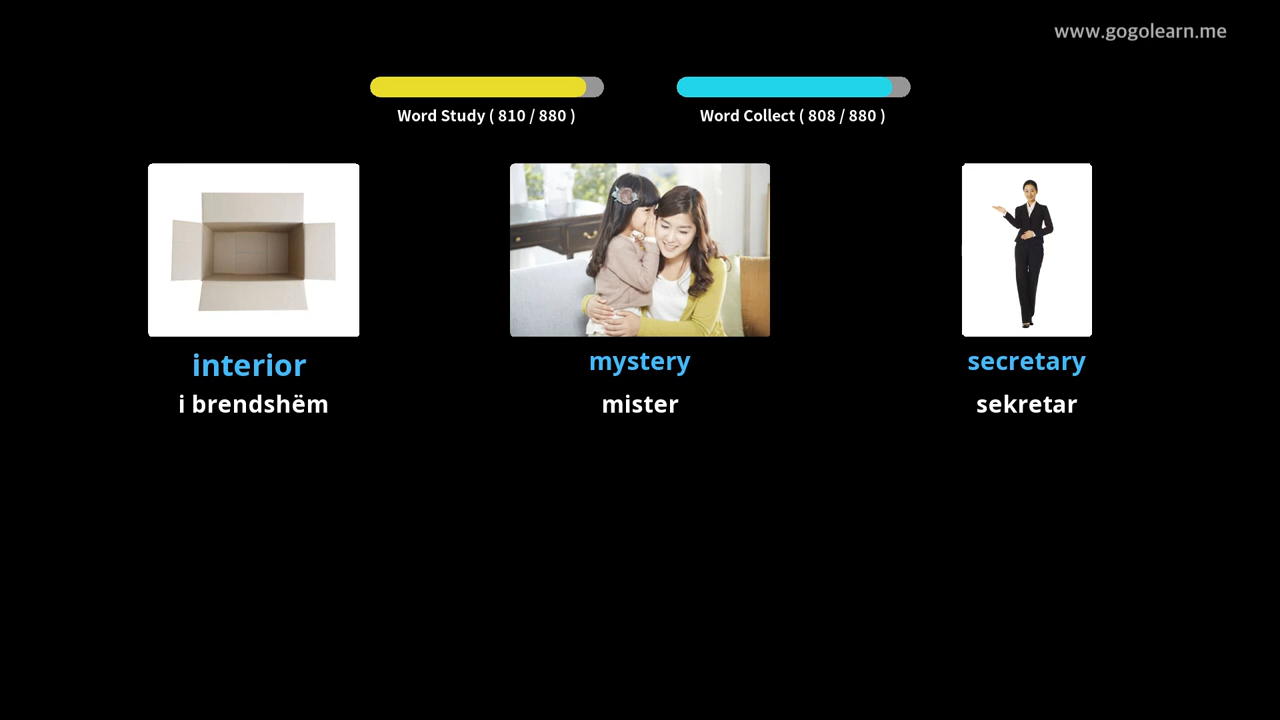 www.gogolearn.me
Word Study ( 810 / 880 )
Word Collect ( 808 / 880 )
interior
mystery
secretary
i brendshëm
mister
sekretar